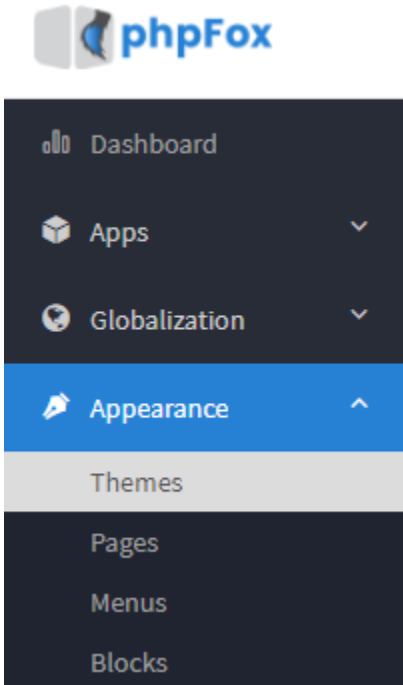 phpFox
Dashboard
Apps
Globalization
Appearance
Themes
Pages
Menus
Blocks